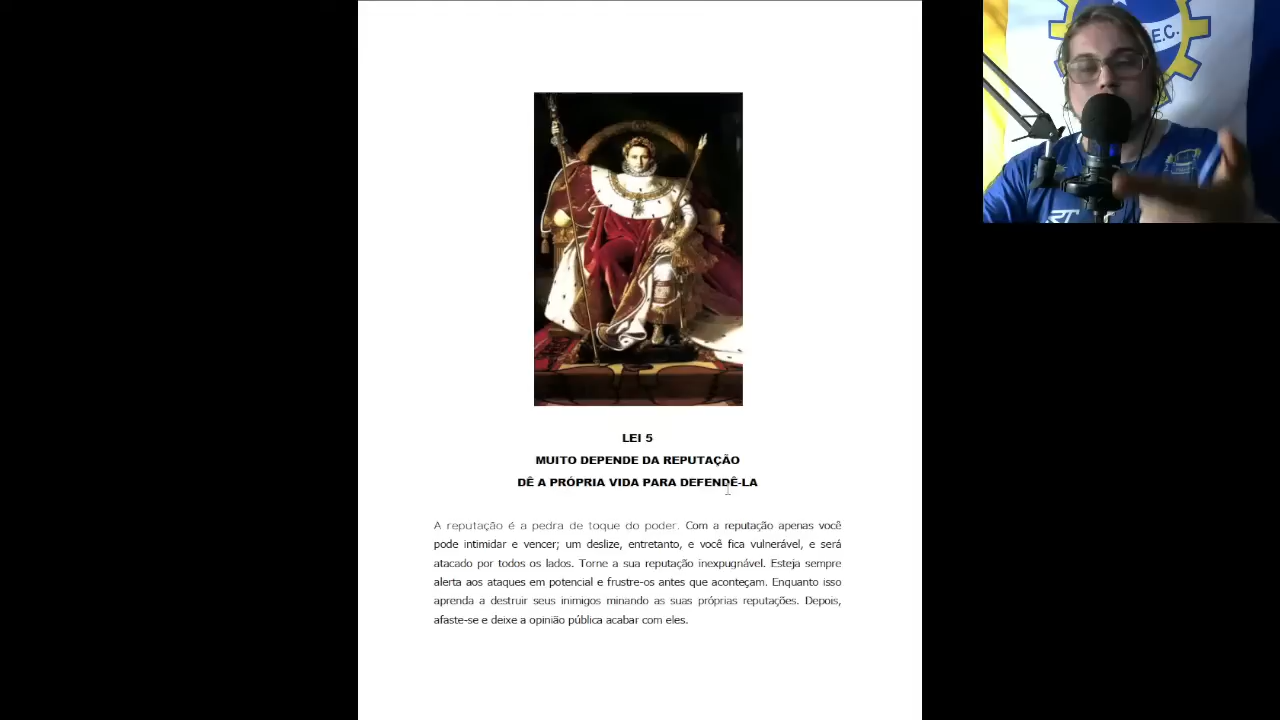 E.C.
LEI 5
MUITO DEPENDE DA REPUTAÇÃO
DÊ A PRÓPRIA VIDA PARA DEFENDÊ-LA
A reputação é a pedra de toque do poder. Com a reputação apenas você
pode intimidar e vencer; um deslize, entretanto, e você fica vulnerável, e será
atacado por todos os lados. Torne a sua reputação inexpugnável. Esteja sempre
alerta aos ataques em potencial e frustre-os antes que aconteçam. Enquanto isso
aprenda a destruir seus inimigos minando as suas próprias reputações. Depois,
afaste-se e deixe a opinião pública acabar com eles.